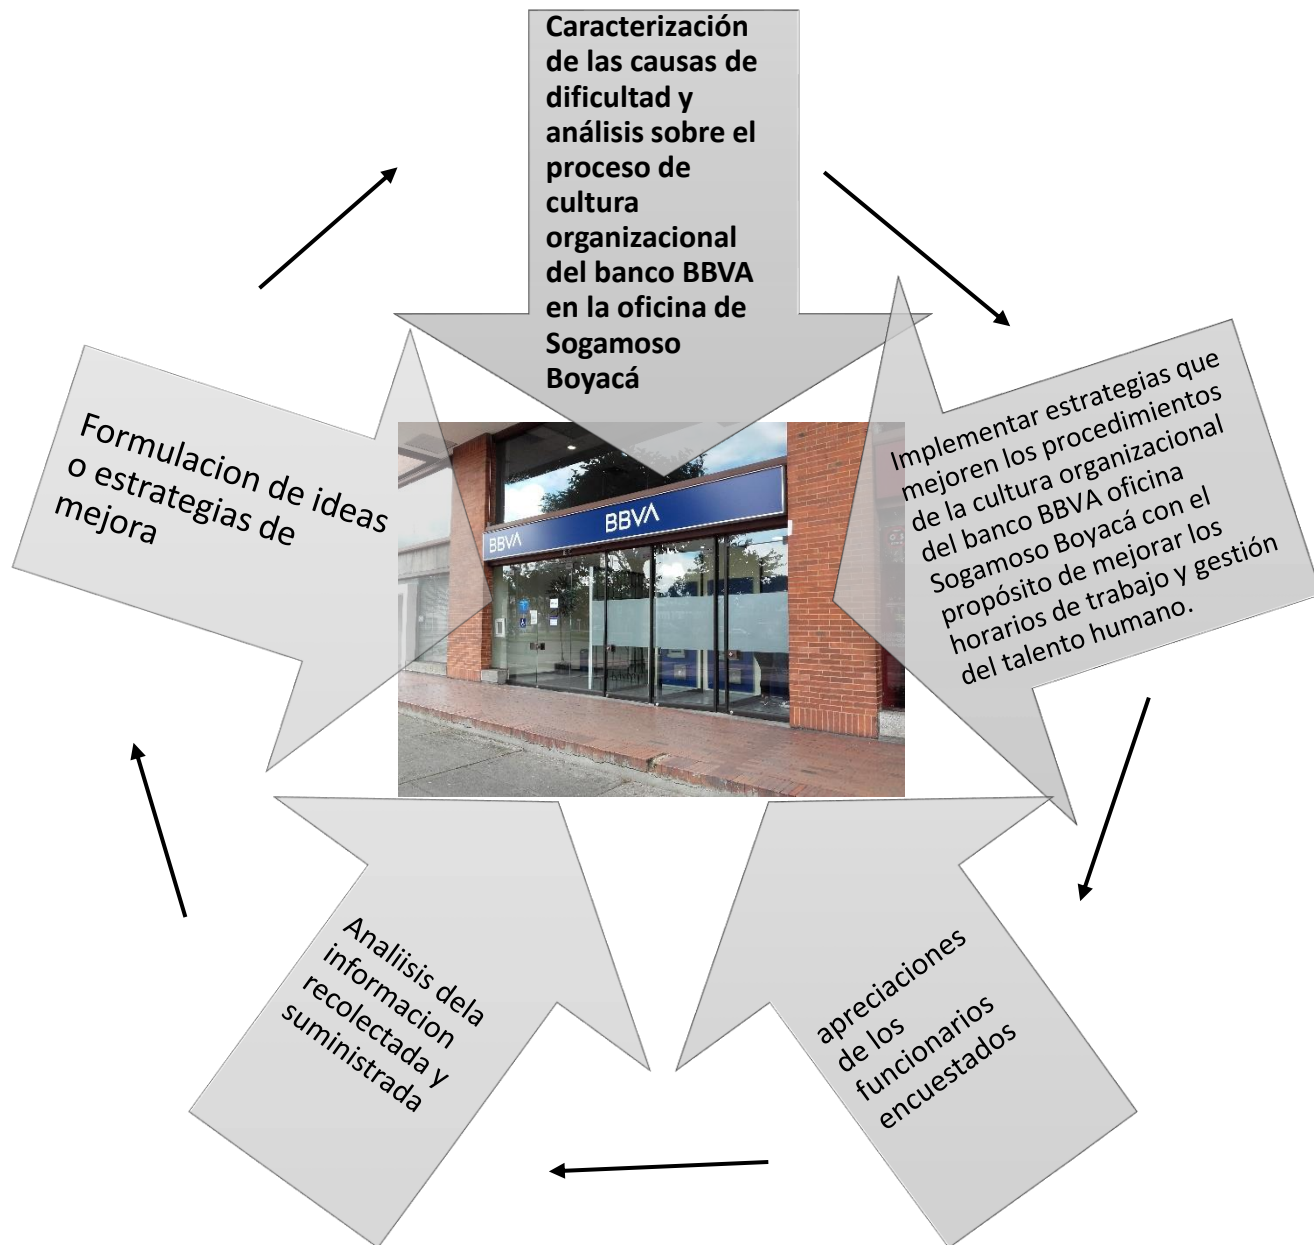 Caracterización
de las causas de
dificultad y
análisis sobre el
proceso de
cultura
organizacional
del banco BBVA
en la oficina de
Sogamoso
Boyacá
Implementar estrategias que
mejoren los procedimientos
de la cultura organizacional
del banco BBVA oficina
Sogamoso Boyacá con el
propósito de mejorar los
horarios de trabajo y gestión
del talento humano.
apreciaciones
de los
funcionarios
encuestados
Analiisis dela
informacion
recolectada y
suministrada
Formulacion de ideas
o estrategias de
mejora
BBVA
BBVA